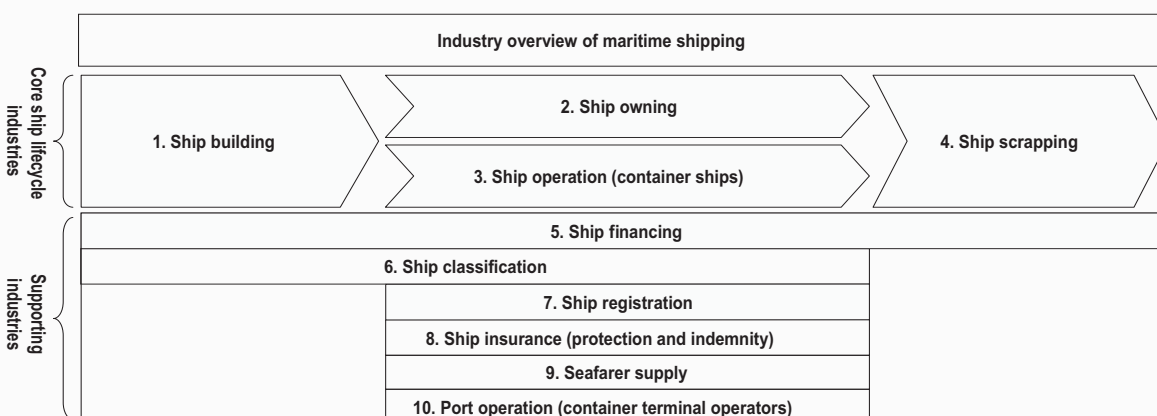 Industry overview of maritime shipping
Core ship lifecycle
industries
1. Ship building
2. Ship owning
3. Ship operation (container ships)
4. Ship scrapping
Supporting
industries
5. Ship financing
6. Ship classification
7. Ship registration
8. Ship insurance (protection and indemnity)
9. Seafarer supply
10. Port operation (container terminal operators)